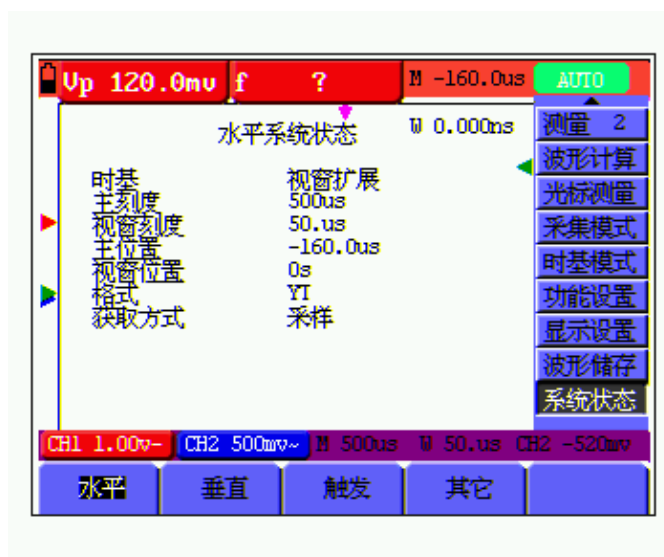 Vp 120.0mv f ? M -160.0us AUTO
水平系统状态 W 0.000ns
时基 视窗扩展
主刻度 500us
视窗刻度 50.us
主位置 -160.0us
视窗位置 0s
格式 YT
获取方式 采样
测量 2
波形计算
光标测量
采集模式
时基模式
功能设置
显示设置
波形储存
系统状态
CH1 1.00v- CH2 500mv~ M 500us W 50.us CH2 -520mv
水平 垂直 触发 其它